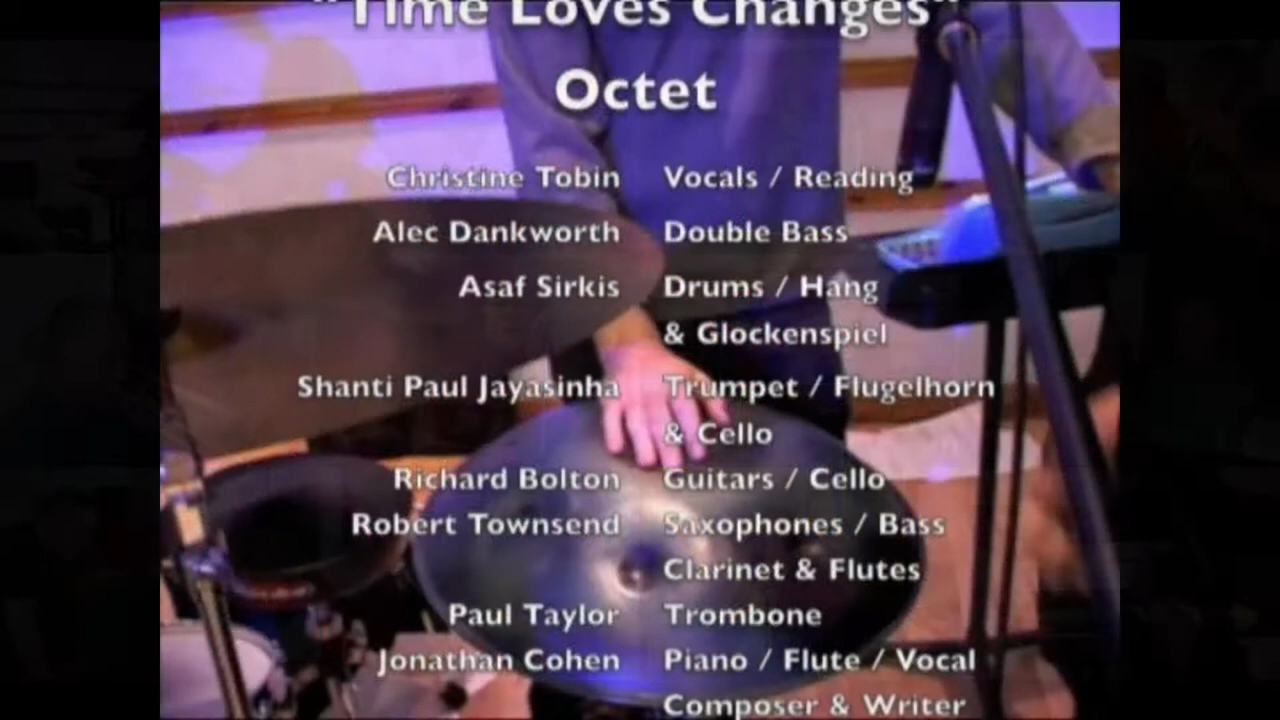 "Time Loves Changes"
Octet
Christine Tobin Vocals / Reading
Alec Dankworth Double Bass
Asaf Sirkis Drums / Hang
& Glockenspiel
Shanti Paul Jayasinha Trumpet / Flugelhorn
& Cello
Richard Bolton Guitars / Cello
Robert Townsend Saxophones / Bass
Clarinet & Flutes
Paul Taylor Trombone
Jonathan Cohen Piano / Flute / Vocal
Composer & Writer